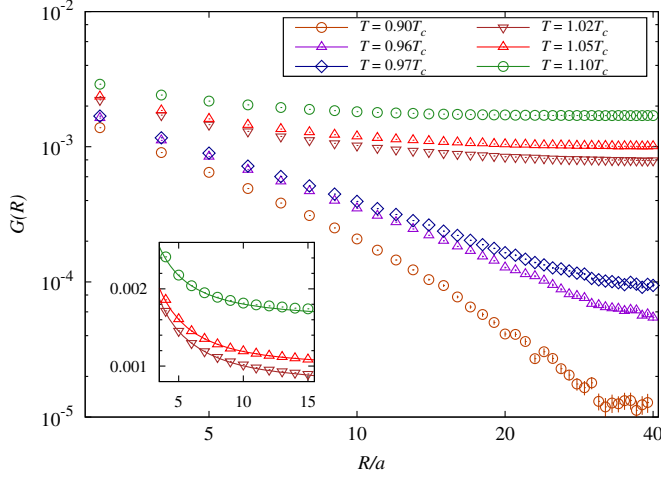 10^-2
T = 0.90T_c
T = 1.02T_c
T = 0.96T_c
T = 1.05T_c
T = 0.97T_c
T = 1.10T_c
10^-3
G(R)
10^-4
0.002
0.001
5
10
15
10^-5
5
10
20
40
R/a